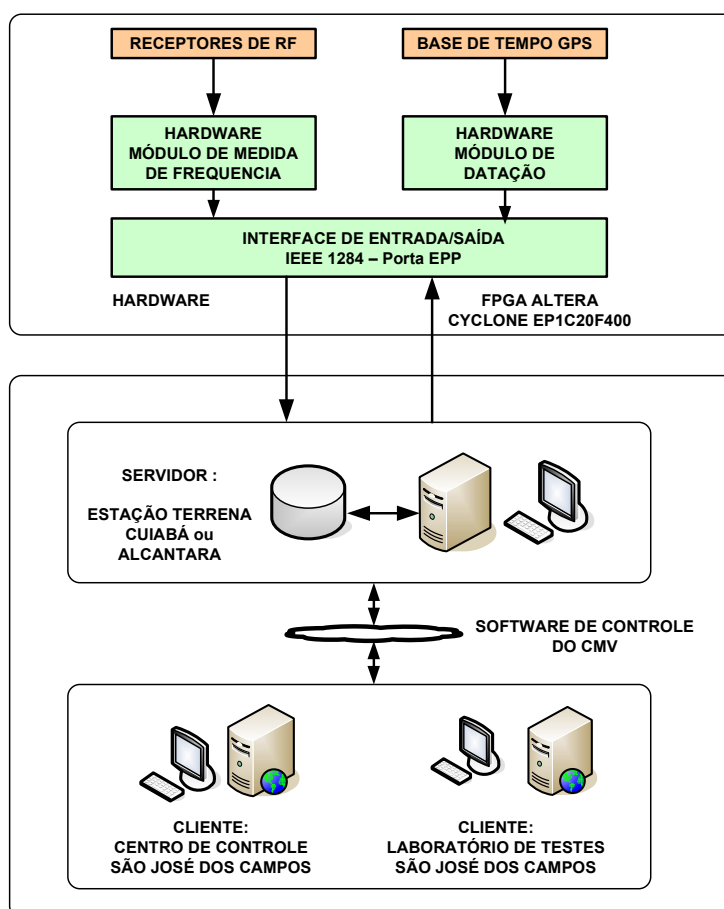 RECEPTORES DE RF
BASE DE TEMPO GPS
HARDWARE
MÓDULO DE MEDIDA
DE FREQUENCIA
HARDWARE
MÓDULO DE
DATAÇÃO
INTERFACE DE ENTRADA/SAÍDA
IEEE 1284 – Porta EPP
HARDWARE
FPGA ALTERA
CYCLONE EP1C20F400
SERVIDOR :
ESTAÇÃO TERRENA
CUIABÁ ou
ALCANTARA
SOFTWARE DE CONTROLE
DO CMV
CLIENTE:
CENTRO DE CONTROLE
SÃO JOSÉ DOS CAMPOS
CLIENTE:
LABORATÓRIO DE TESTES
SÃO JOSÉ DOS CAMPOS